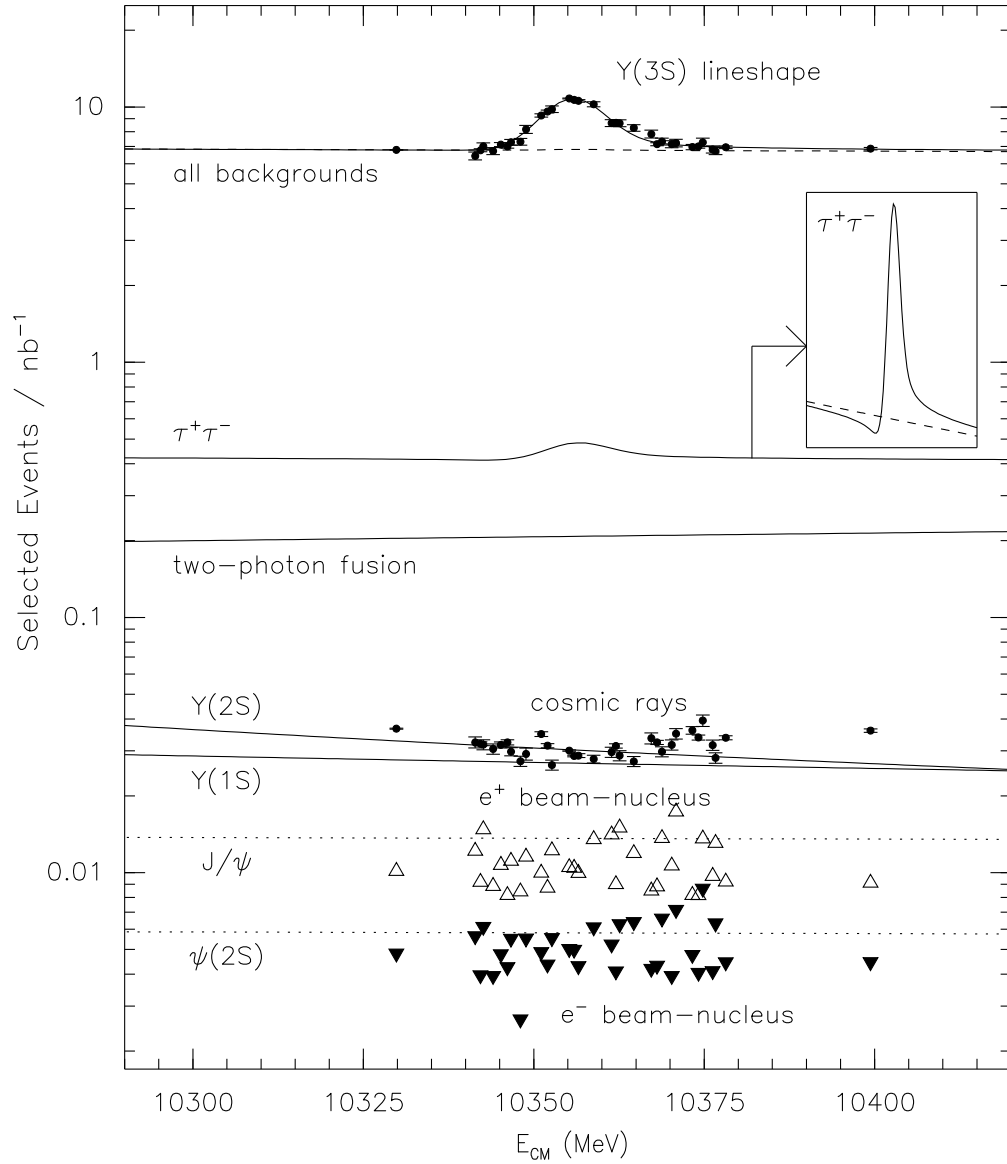 Υ(3S) lineshape
10
all backgrounds
τ⁺τ⁻
1
τ⁺τ⁻
two−photon fusion
0.1
Υ(2S)
cosmic rays
Υ(1S)
e⁺ beam−nucleus
J/ψ
0.01
ψ(2S)
e⁻ beam−nucleus
Selected Events / nb⁻¹
10300 10325 10350 10375 10400
E_CM (MeV)